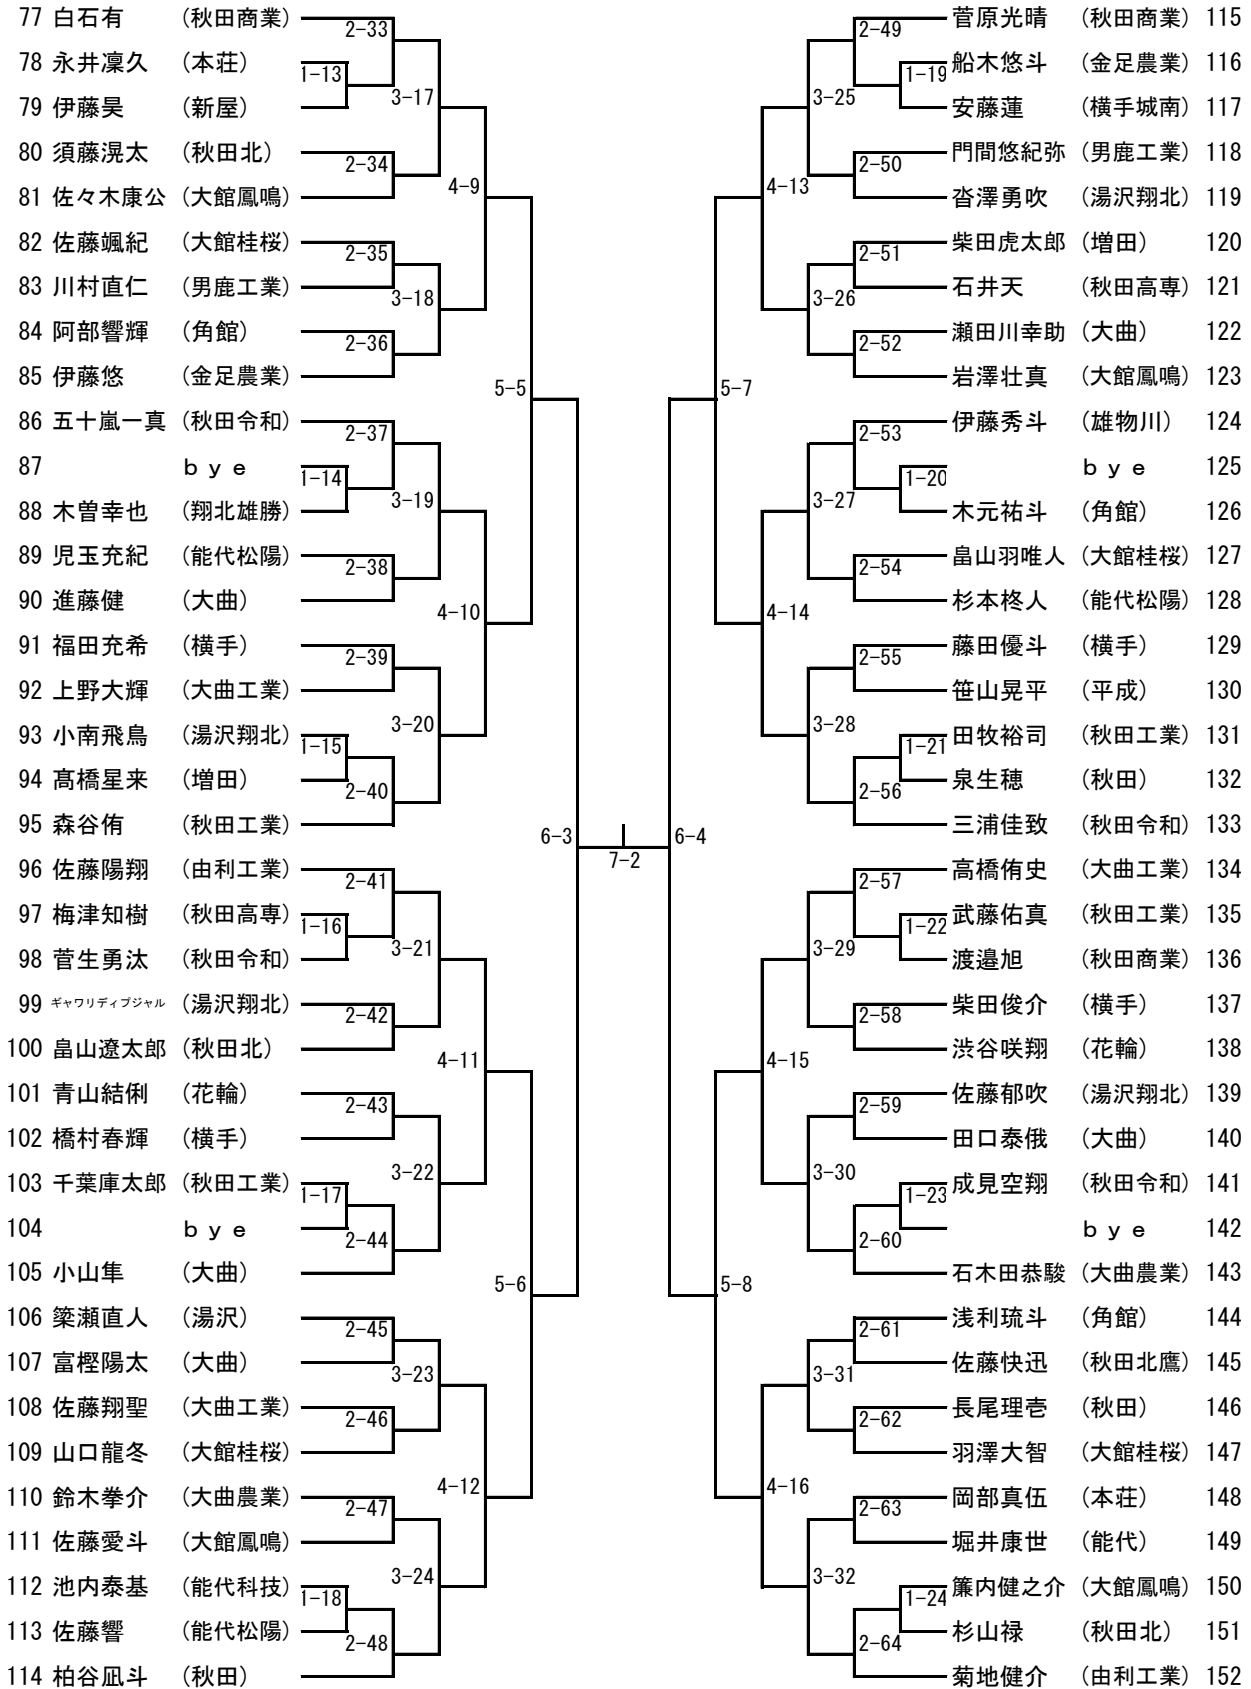 77 白石有 (秋田商業)
78 永井凜久 (本荘)
79 伊藤昊 (新屋)
80 須藤滉太 (秋田北)
81 佐々木康公 (大館鳳鳴)
82 佐藤颯紀 (大館桂桜)
83 川村直仁 (男鹿工業)
84 阿部響輝 (角館)
85 伊藤悠 (金足農業)
86 五十嵐一真 (秋田令和)
87 bye
88 木曽幸也 (翔北雄勝)
89 児玉充紀 (能代松陽)
90 進藤健 (大曲)
91 福田充希 (横手)
92 上野大輝 (大曲工業)
93 小南飛鳥 (湯沢翔北)
94 髙橋星来 (増田)
95 森谷侑 (秋田工業)
96 佐藤陽翔 (由利工業)
97 梅津知樹 (秋田高専)
98 菅生勇汰 (秋田令和)
99 ギャワリディプジャル (湯沢翔北)
100 畠山遼太郎 (秋田北)
101 青山結俐 (花輪)
102 橋村春輝 (横手)
103 千葉庫太郎 (秋田工業)
104 bye
105 小山隼 (大曲)
106 簗瀬直人 (湯沢)
107 富樫陽太 (大曲)
108 佐藤翔聖 (大曲工業)
109 山口龍冬 (大館桂桜)
110 鈴木拳介 (大曲農業)
111 佐藤愛斗 (大館鳳鳴)
112 池内泰基 (能代科技)
113 佐藤響 (能代松陽)
114 柏谷凪斗 (秋田)
1-13
1-14
1-15
1-16
1-17
1-18
2-33
2-34
2-35
2-36
2-37
2-38
2-39
2-40
2-41
2-42
2-43
2-44
2-45
2-46
2-47
2-48
3-17
3-18
3-19
3-20
3-21
3-22
3-23
3-24
4-9
4-10
4-11
4-12
5-5
5-6
6-3
7-2
6-4
5-7
5-8
4-13
4-14
4-15
4-16
3-25
3-26
3-27
3-28
3-29
3-30
3-31
3-32
2-49
2-50
2-51
2-52
2-53
2-54
2-55
2-56
2-57
2-58
2-59
2-60
2-61
2-62
2-63
2-64
1-19
1-20
1-21
1-22
1-23
1-24
菅原光晴 (秋田商業) 115
船木悠斗 (金足農業) 116
安藤蓮 (横手城南) 117
門間悠紀弥 (男鹿工業) 118
沓澤勇吹 (湯沢翔北) 119
柴田虎太郎 (増田) 120
石井天 (秋田高専) 121
瀬田川幸助 (大曲) 122
岩澤壮真 (大館鳳鳴) 123
伊藤秀斗 (雄物川) 124
bye 125
木元祐斗 (角館) 126
畠山羽唯人 (大館桂桜) 127
杉本柊人 (能代松陽) 128
藤田優斗 (横手) 129
笹山晃平 (平成) 130
田牧裕司 (秋田工業) 131
泉生穂 (秋田) 132
三浦佳致 (秋田令和) 133
高橋侑史 (大曲工業) 134
武藤佑真 (秋田工業) 135
渡邉旭 (秋田商業) 136
柴田俊介 (横手) 137
渋谷咲翔 (花輪) 138
佐藤郁吹 (湯沢翔北) 139
田口泰俄 (大曲) 140
成見空翔 (秋田令和) 141
bye 142
石木田恭駿 (大曲農業) 143
浅利琉斗 (角館) 144
佐藤快迅 (秋田北鷹) 145
長尾理壱 (秋田) 146
羽澤大智 (大館桂桜) 147
岡部真伍 (本荘) 148
堀井康世 (能代) 149
簾内健之介 (大館鳳鳴) 150
杉山禄 (秋田北) 151
菊地健介 (由利工業) 152